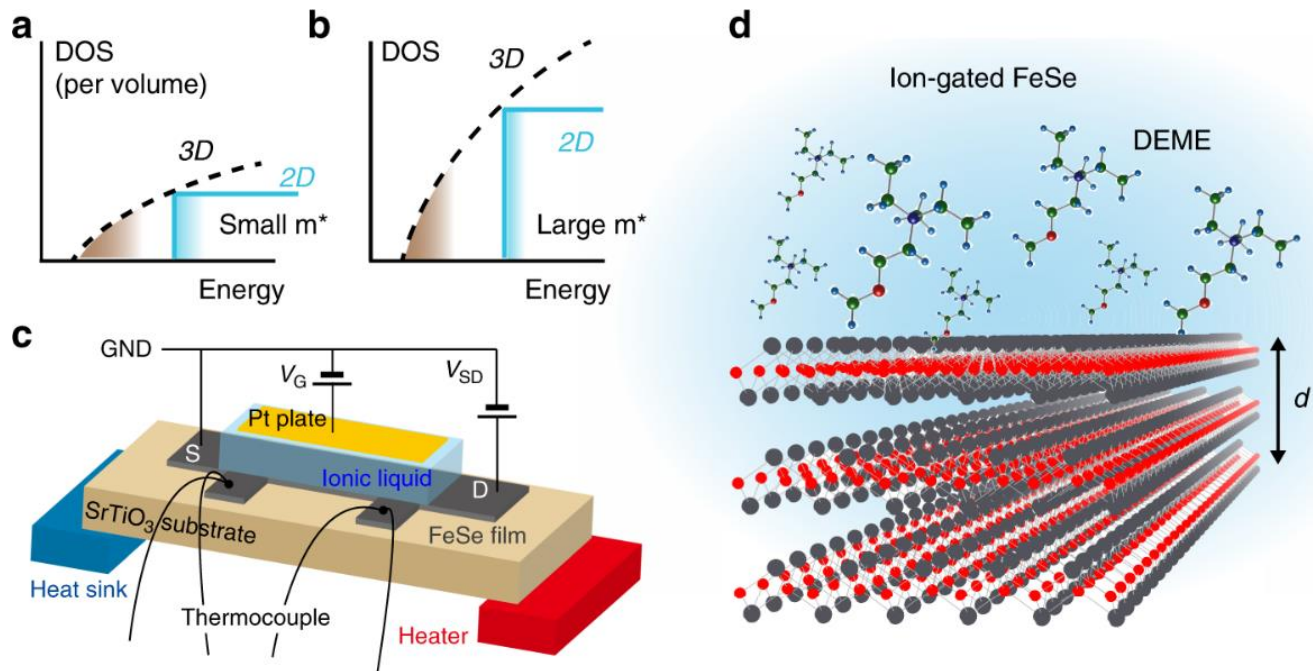 a
DOS
(per volume)
3D
2D
Small m*
Energy
b
DOS
3D
2D
Large m*
Energy
c
GND
V_G
V_SD
Pt plate
S
Ionic liquid
D
SrTiO₃ substrate
FeSe film
Heat sink
Thermocouple
Heater
d
Ion-gated FeSe
DEME
d